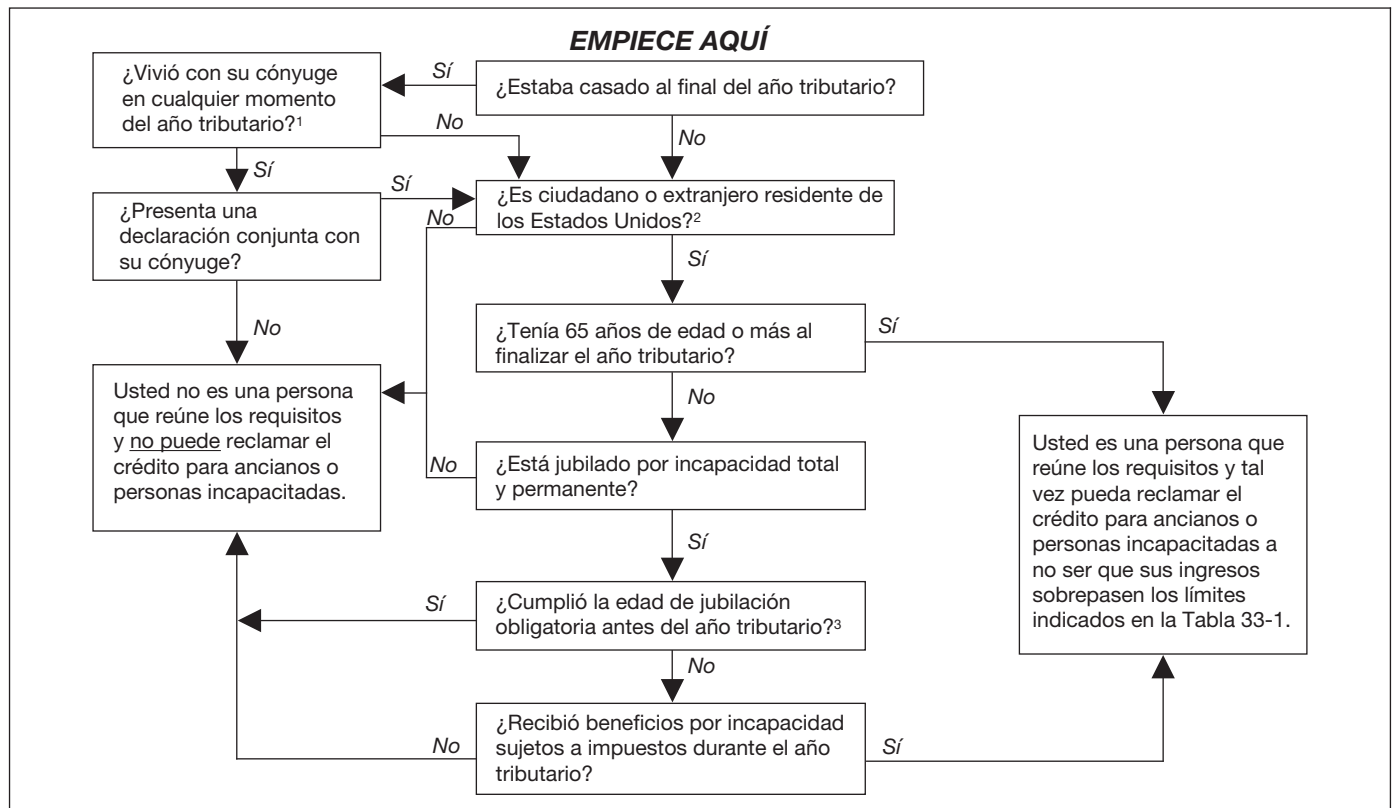 EMPIECE AQUÍ
¿Vivió con su cónyuge
en cualquier momento
del año tributario?¹
Sí
¿Estaba casado al final del año tributario?
No
No
Sí
¿Presenta una
declaración conjunta con
su cónyuge?
Sí
¿Es ciudadano o extranjero residente de
los Estados Unidos?²
No
Sí
No
¿Tenía 65 años de edad o más al
finalizar el año tributario?
Sí
No
Usted no es una persona
que reúne los requisitos
y no puede reclamar el
crédito para ancianos o
personas incapacitadas.
¿Está jubilado por incapacidad total
y permanente?
No
Sí
Usted es una persona que
reúne los requisitos y tal
vez pueda reclamar el
crédito para ancianos o
personas incapacitadas a
no ser que sus ingresos
sobrepasen los límites
indicados en la Tabla 33-1.
¿Cumplió la edad de jubilación
obligatoria antes del año tributario?³
Sí
No
¿Recibió beneficios por incapacidad
sujetos a impuestos durante el año
tributario?
No
Sí